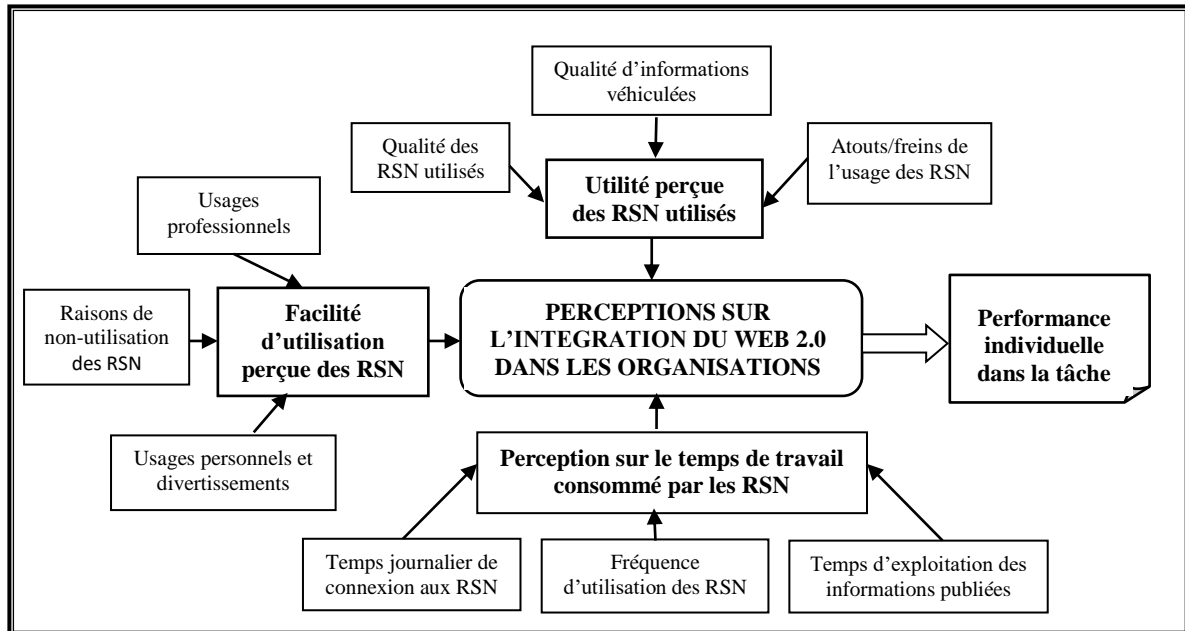 Qualité d'informations
véhiculées
Qualité des
RSN utilisés
Atouts/freins de
l'usage des RSN
Utilité perçue
des RSN utilisés
Usages
professionnels
Raisons de
non-utilisation
des RSN
Facilité
d'utilisation
perçue des RSN
PERCEPTIONS SUR
L'INTEGRATION DU WEB 2.0
DANS LES ORGANISATIONS
Performance
individuelle
dans la tâche
Usages personnels et
divertissements
Perception sur le temps de travail
consommé par les RSN
Temps journalier de
connexion aux RSN
Fréquence
d'utilisation des RSN
Temps d'exploitation des
informations publiées